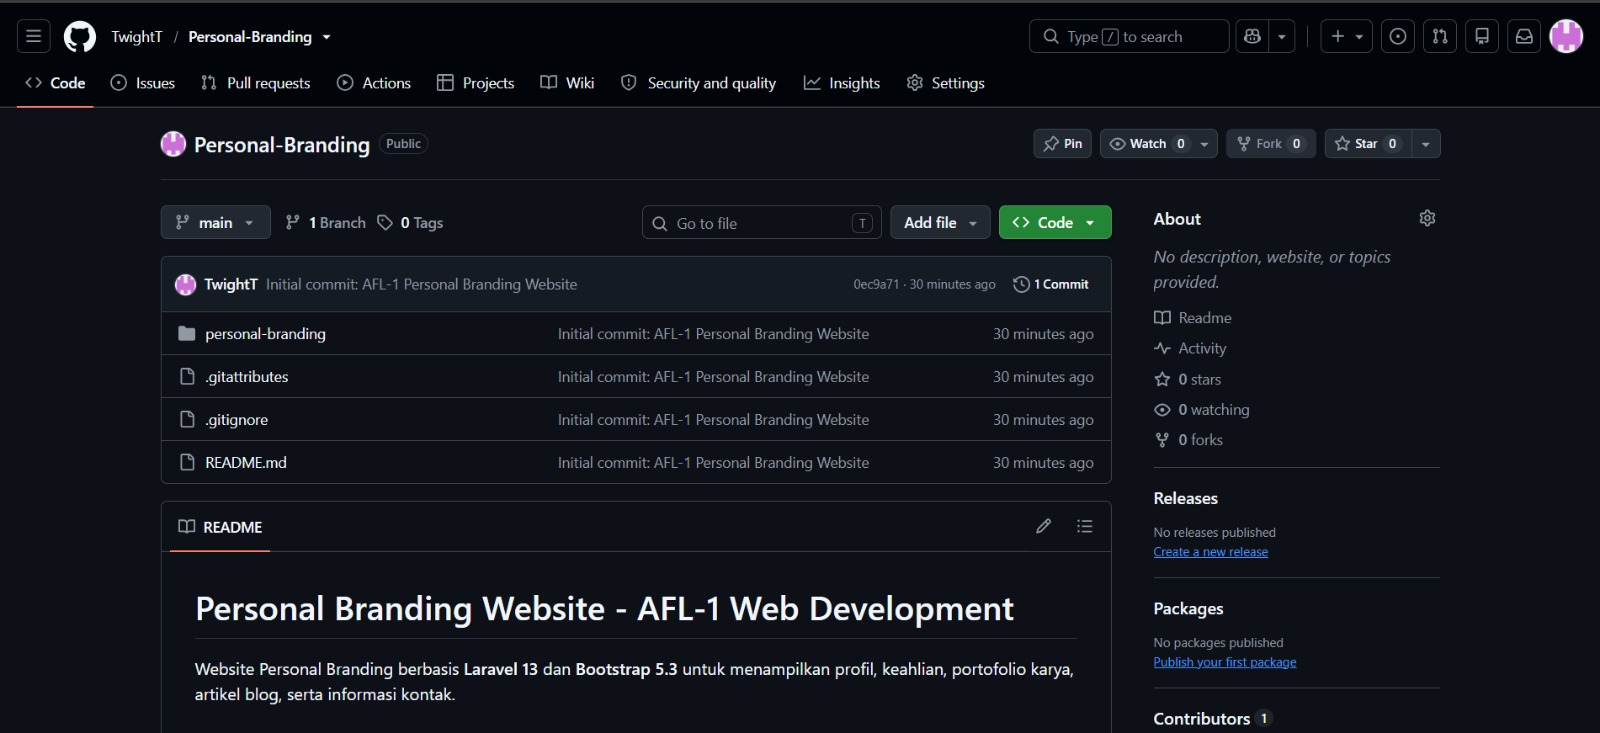 TwightT / Personal-Branding
Type / to search
Code Issues Pull requests Actions Projects Wiki Security and quality Insights Settings
Personal-Branding Public
Pin Watch 0 Fork 0 Star 0
main 1 Branch 0 Tags Go to file T Add file Code
TwightT Initial commit: AFL-1 Personal Branding Website 0ec9a71 · 30 minutes ago 1 Commit
personal-branding Initial commit: AFL-1 Personal Branding Website 30 minutes ago
.gitattributes Initial commit: AFL-1 Personal Branding Website 30 minutes ago
.gitignore Initial commit: AFL-1 Personal Branding Website 30 minutes ago
README.md Initial commit: AFL-1 Personal Branding Website 30 minutes ago
README
Personal Branding Website - AFL-1 Web Development
Website Personal Branding berbasis Laravel 13 dan Bootstrap 5.3 untuk menampilkan profil, keahlian, portofolio karya,
artikel blog, serta informasi kontak.
About
No description, website, or topics
provided.
Readme
Activity
0 stars
0 watching
0 forks
Releases
No releases published
Create a new release
Packages
No packages published
Publish your first package
Contributors 1